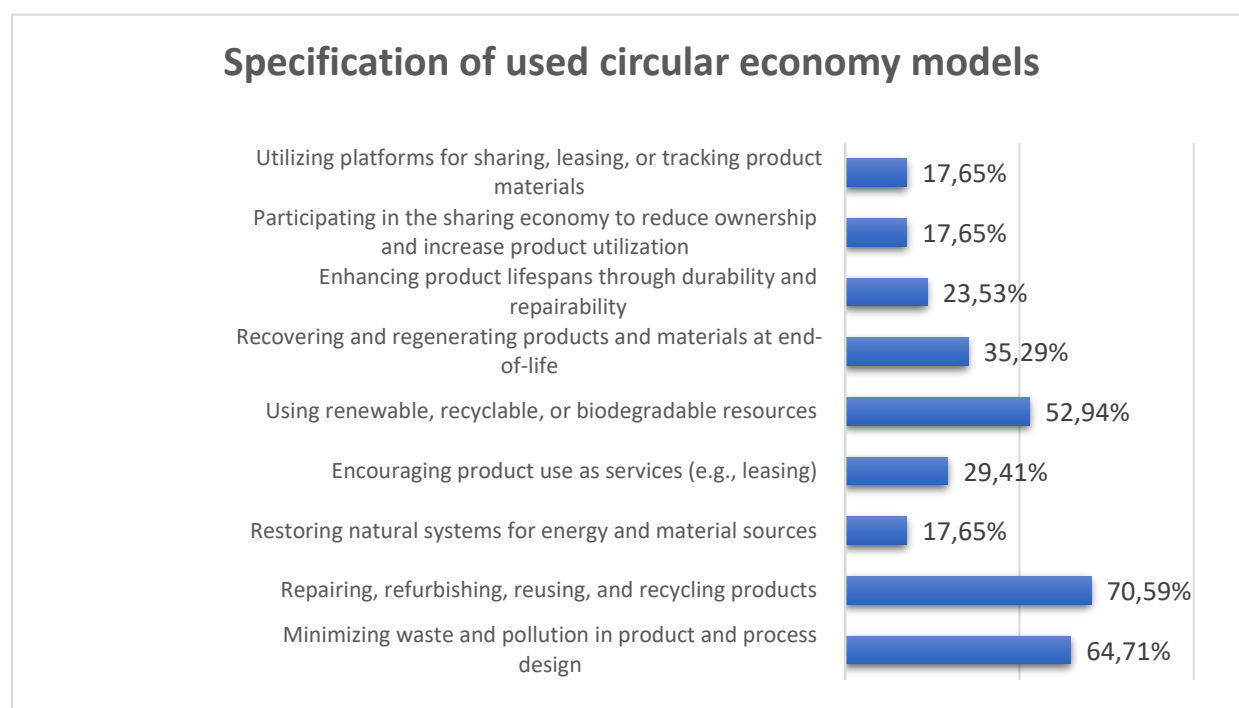 Specification of used circular economy models
Utilizing platforms for sharing, leasing, or tracking product
materials
17,65%
Participating in the sharing economy to reduce ownership
and increase product utilization
17,65%
Enhancing product lifespans through durability and
repairability
23,53%
Recovering and regenerating products and materials at end-
of-life
35,29%
Using renewable, recyclable, or biodegradable resources
52,94%
Encouraging product use as services (e.g., leasing)
29,41%
Restoring natural systems for energy and material sources
17,65%
Repairing, refurbishing, reusing, and recycling products
70,59%
Minimizing waste and pollution in product and process
design
64,71%